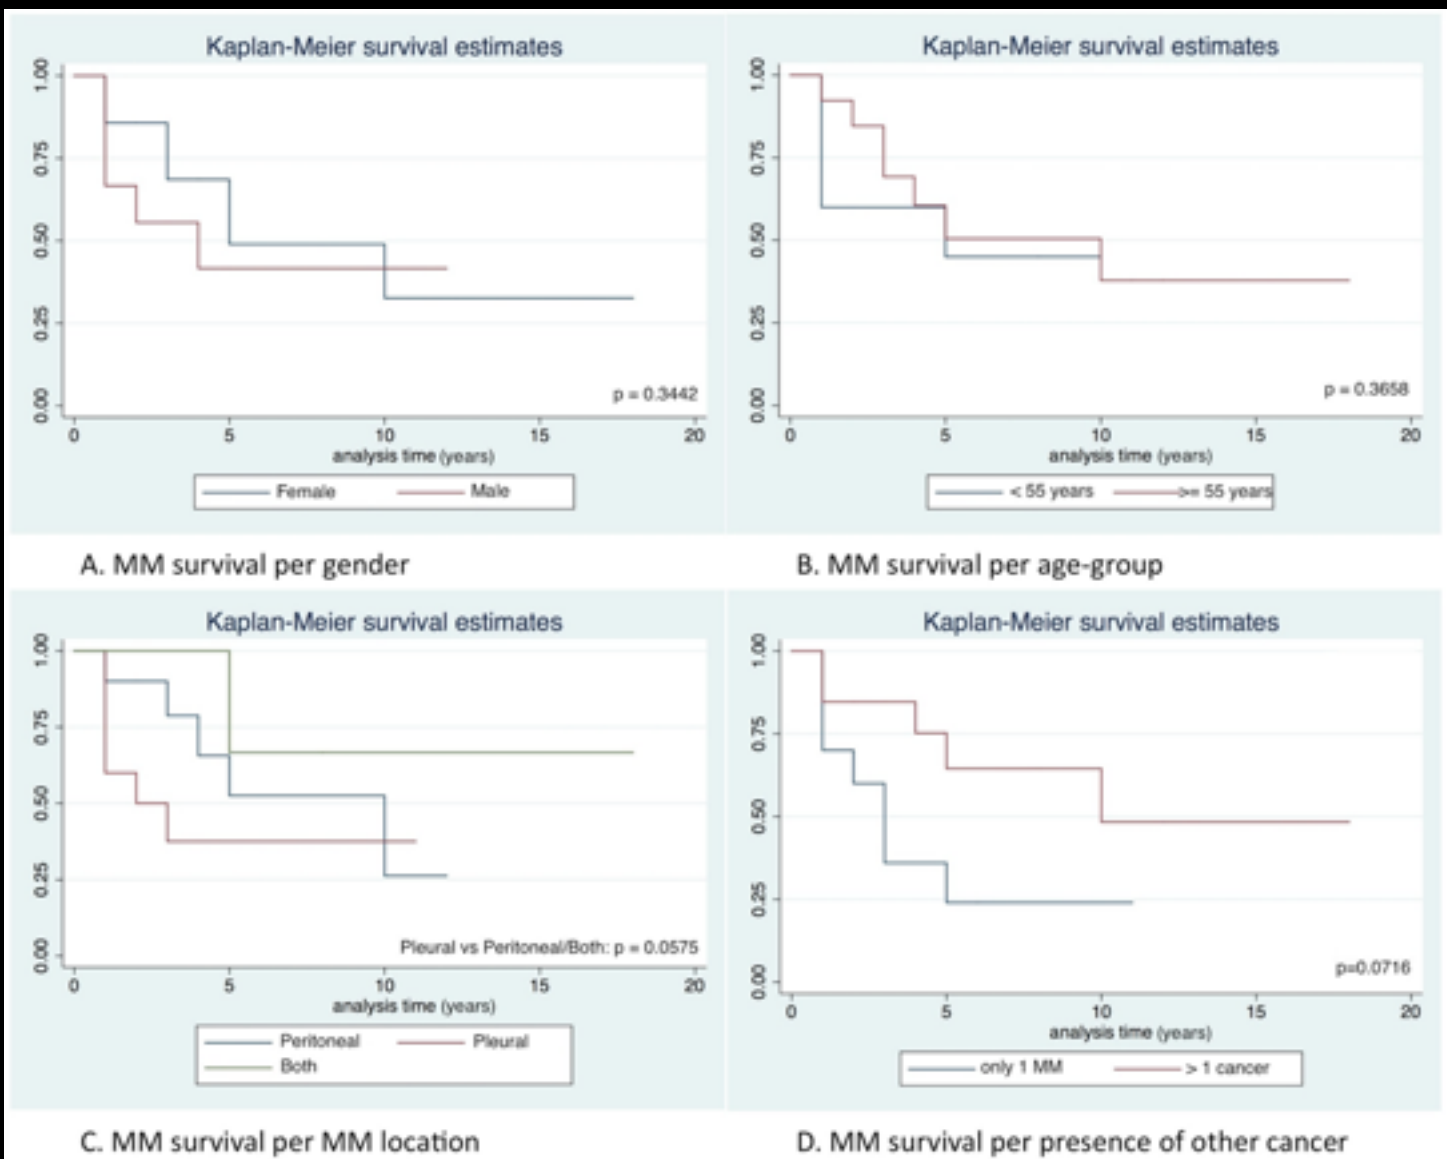 Kaplan-Meier survival estimates
1.00
0.75
0.50
0.25
0.00
p = 0.3442
0 5 10 15 20
analysis time (years)
Female Male
A. MM survival per gender
Kaplan-Meier survival estimates
1.00
0.75
0.50
0.25
0.00
p = 0.3658
0 5 10 15 20
analysis time (years)
< 55 years >= 55 years
B. MM survival per age-group
Kaplan-Meier survival estimates
1.00
0.75
0.50
0.25
0.00
Pleural vs Peritoneal/Both: p = 0.0575
0 5 10 15 20
analysis time (years)
Peritoneal Pleural
Both
C. MM survival per MM location
Kaplan-Meier survival estimates
1.00
0.75
0.50
0.25
0.00
p=0.0716
0 5 10 15 20
analysis time (years)
only 1 MM > 1 cancer
D. MM survival per presence of other cancer